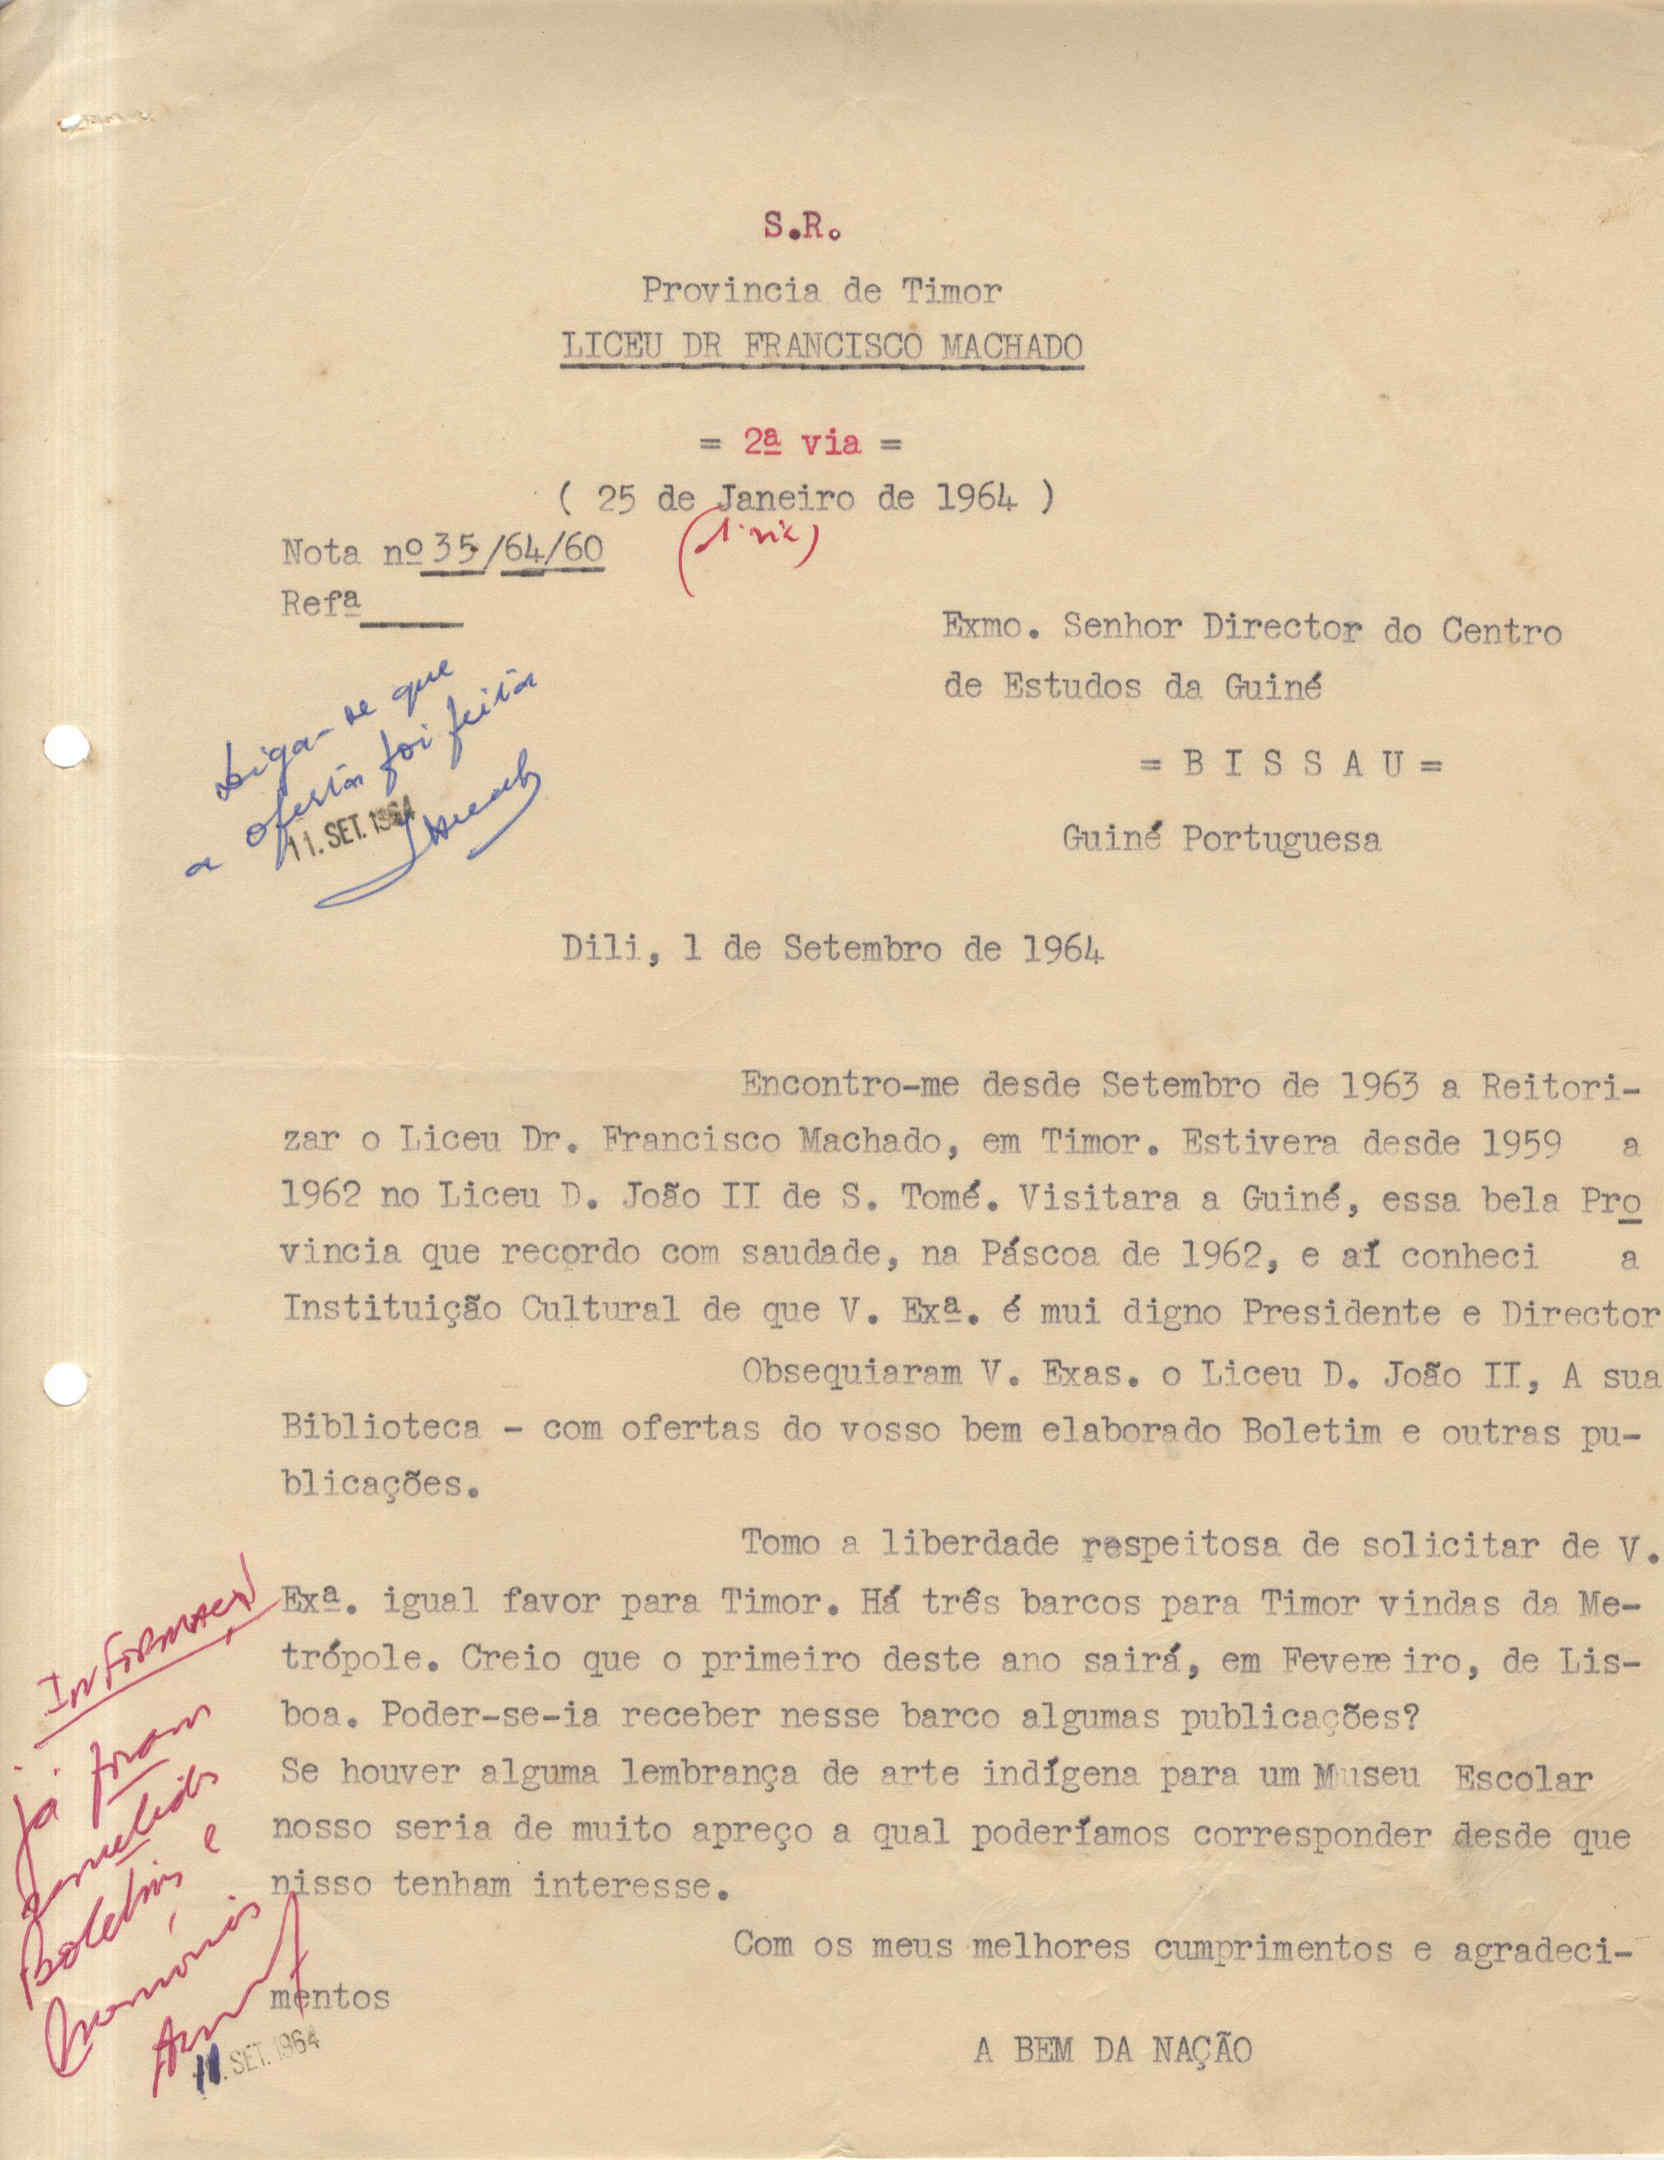 S.R.
Provincia de Timor
LICEU DR FRANCISCO MACHADO
= 2ª via =
( 25 de Janeiro de 1964 )
Nota nº 35/64/60
Refª
Exmo. Senhor Director do Centro
de Estudos da Guiné
= B I S S A U =
Guiné Portuguesa
Diga-se que
a oferta foi feita
11. SET. 1964
Dili, 1 de Setembro de 1964
Encontro-me desde Setembro de 1963 a Reitori-
zar o Liceu Dr. Francisco Machado, em Timor. Estivera desde 1959 a
1962 no Liceu D. João II de S. Tomé. Visitara a Guiné, essa bela Pro
vincia que recordo com saudade, na Páscoa de 1962, e aí conheci a
Instituição Cultural de que V. Exª. é mui digno Presidente e Director
Obsequiaram V. Exas. o Liceu D. João II, A sua
Biblioteca - com ofertas do vosso bem elaborado Boletim e outras pu-
blicações.
Tomo a liberdade respeitosa de solicitar de V.
Exª. igual favor para Timor. Há três barcos para Timor vindas da Me-
trópole. Creio que o primeiro deste ano sairá, em Fevere iro, de Lis-
boa. Poder-se-ia receber nesse barco algumas publicações?
Se houver alguma lembrança de arte indígena para um Museu Escolar
nosso seria de muito apreço a qual poderíamos corresponder desde que
nisso tenham interesse.
Com os meus melhores cumprimentos e agradeci-
mentos
A BEM DA NAÇÃO
Já foram
remetidos
Boletins e
11. SET. 1964